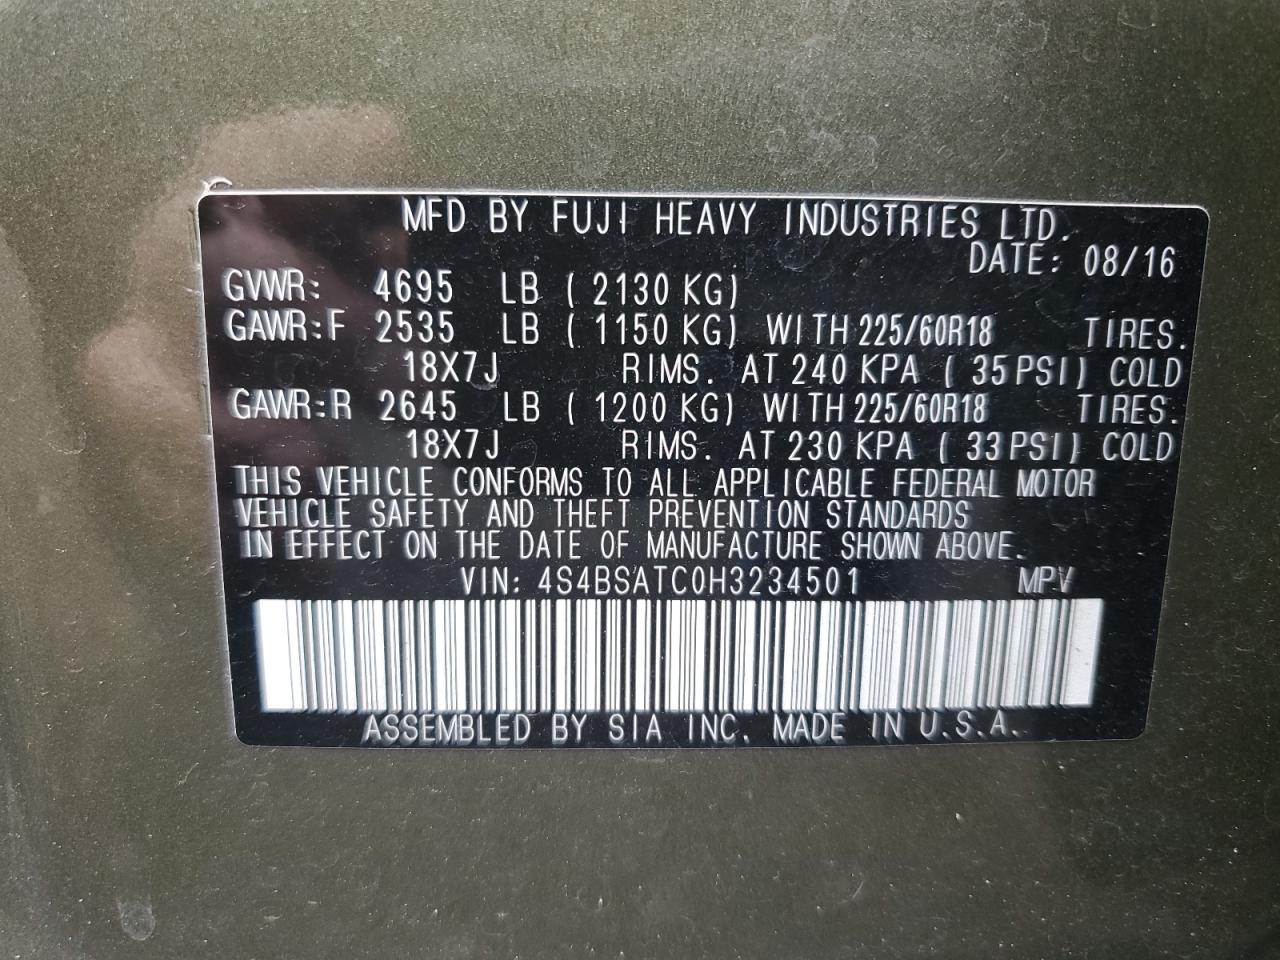 MFD BY FUJI HEAVY INDUSTRIES LTD.
DATE: 08/16
GVWR: 4695 LB ( 2130 KG)
GAWR:F 2535 LB ( 1150 KG) WITH 225/60R18 TIRES.
18X7J RIMS. AT 240 KPA ( 35 PSI) COLD
GAWR:R 2645 LB ( 1200 KG) WITH 225/60R18 TIRES.
18X7J RIMS. AT 230 KPA ( 33 PSI) COLD
THIS VEHICLE CONFORMS TO ALL APPLICABLE FEDERAL MOTOR
VEHICLE SAFETY AND THEFT PREVENTION STANDARDS
IN EFFECT ON THE DATE OF MANUFACTURE SHOWN ABOVE.
VIN: 4S4BSATC0H3234501 MPV
ASSEMBLED BY SIA INC. MADE IN U.S.A.